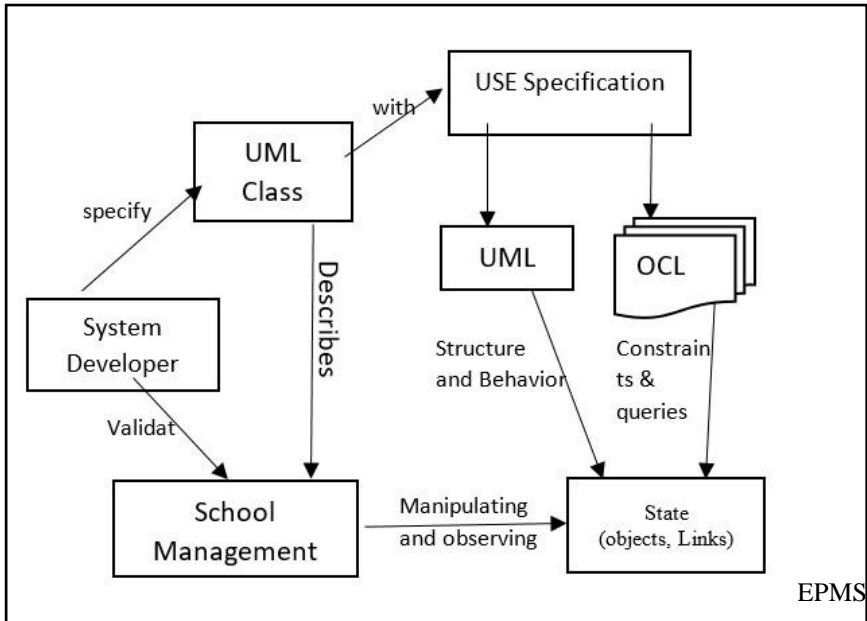 USE Specification
with
UML
Class
specify
UML
OCL
Describes
System
Developer
Structure
and Behavior
Constrain
ts &
queries
Validat
School
Management
Manipulating
and observing
State
(objects, Links)
EPMS